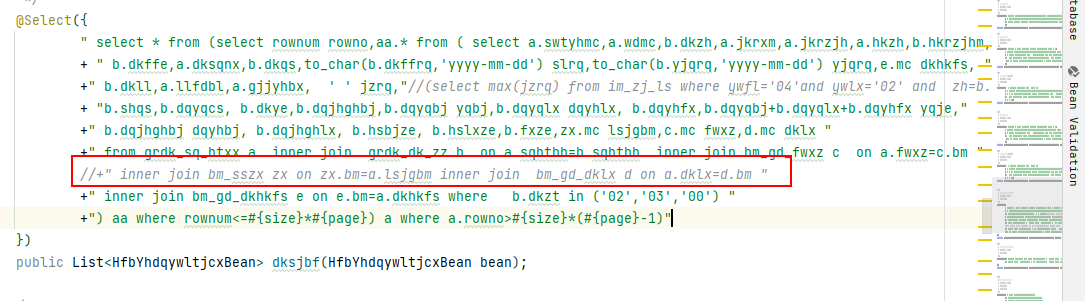 */
@Select({
" select * from (select rownum rowno,aa.* from ( select a.swtyhmc,a.wdmc,b.dkzh,a.jkrxm,a.jkrzjh,a.hkzh,b.hkrzjhm,
+ " b.dkffe,a.dksqnx,b.dkqs,to_char(b.dkffrq,'yyyy-mm-dd') slrq,to_char(b.yjqrq,'yyyy-mm-dd') yjqrq,e.mc dkhkfs, "
+" b.dkll,a.llfdbl,a.gjjyhbx, ' ' jzrq,"//(select max(jzrq) from im_zj_ls where ywfl='04'and ywlx='02' and zh=b.
"b.shqs,b.dqyqcs, b.dkye,b.dqjhghbj,b.dqyqbj yqbj,b.dqyqlx dqyhlx, b.dqyhfx,b.dqyqbj+b.dqyqlx+b.dqyhfx yqje,"
+" b.dqjhghbj dqyhbj, b.dqjhghlx, b.hsbjze, b.hslxze,b.fxze,zx.mc lsjgbm,c.mc fwxz,d.mc dklx "
+" from grdk_sq_htxx a inner join grdk_dk_zz b on a.sqhtbh=b.sqhtbh inner join bm_gd_fwxz c on a.fwxz=c.bm "
//+" inner join bm_sszx zx on zx.bm=a.lsjgbm inner join bm_gd_dklx d on a.dklx=d.bm "
+" inner join bm_gd_dkhkfs e on e.bm=a.dkhkfs where b.dkzt in ('02','03','00') "
+") aa where rownum<=#{size}*#{page}) a where a.rowno>#{size}*(#{page}-1)"
})
public List<HfbYhdqywltjcxBean> dksjbf(HfbYhdqywltjcxBean bean);
tabase
Bean Validation